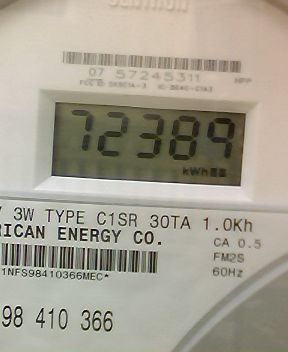 07 57245311
72389
kWh
3W TYPE C1SR 30TA 1.0Kh
RICAN ENERGY CO.
CA 0.5
FM2S
60Hz
1NFS98410366MEC*
98 410 366